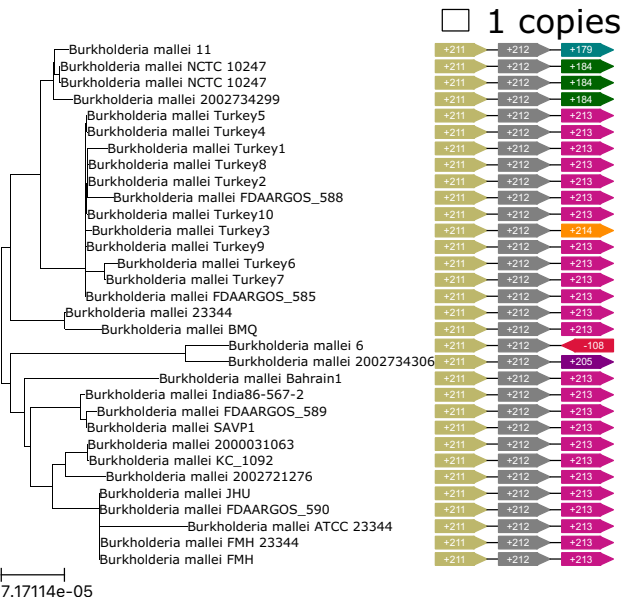 1 copies
Burkholderia mallei 11 +211 +212 +179
Burkholderia mallei NCTC 10247 +211 +212 +184
Burkholderia mallei NCTC 10247 +211 +212 +184
Burkholderia mallei 2002734299 +211 +212 +184
Burkholderia mallei Turkey5 +211 +212 +213
Burkholderia mallei Turkey4 +211 +212 +213
Burkholderia mallei Turkey1 +211 +212 +213
Burkholderia mallei Turkey8 +211 +212 +213
Burkholderia mallei Turkey2 +211 +212 +213
Burkholderia mallei FDAARGOS_588 +211 +212 +213
Burkholderia mallei Turkey10 +211 +212 +213
Burkholderia mallei Turkey3 +211 +212 +214
Burkholderia mallei Turkey9 +211 +212 +213
Burkholderia mallei Turkey6 +211 +212 +213
Burkholderia mallei Turkey7 +211 +212 +213
Burkholderia mallei FDAARGOS_585 +211 +212 +213
Burkholderia mallei 23344 +211 +212 +213
Burkholderia mallei BMQ +211 +212 +213
Burkholderia mallei 6 +211 +212 -108
Burkholderia mallei 2002734306 +211 +212 +205
Burkholderia mallei Bahrain1 +211 +212 +213
Burkholderia mallei India86-567-2 +211 +212 +213
Burkholderia mallei FDAARGOS_589 +211 +212 +213
Burkholderia mallei SAVP1 +211 +212 +213
Burkholderia mallei 2000031063 +211 +212 +213
Burkholderia mallei KC_1092 +211 +212 +213
Burkholderia mallei 2002721276 +211 +212 +213
Burkholderia mallei JHU +211 +212 +213
Burkholderia mallei FDAARGOS_590 +211 +212 +213
Burkholderia mallei ATCC 23344 +211 +212 +213
Burkholderia mallei FMH 23344 +211 +212 +213
Burkholderia mallei FMH +211 +212 +213
7.17114e-05